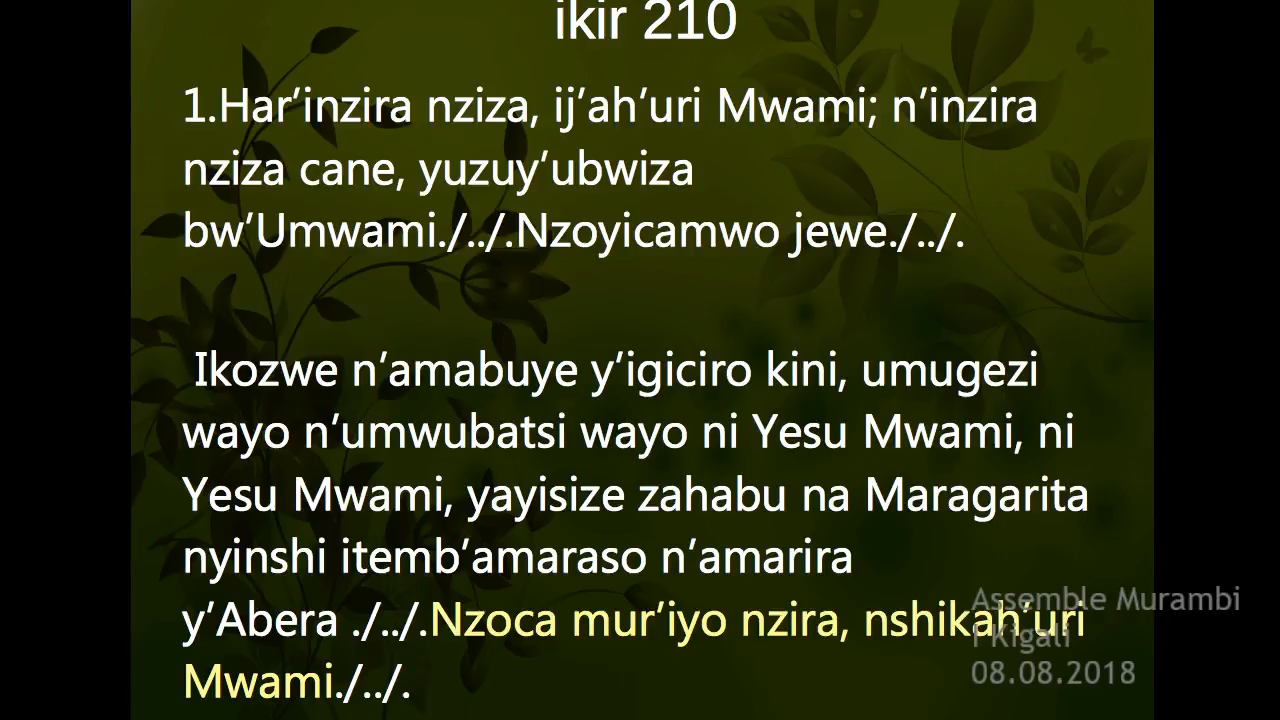 ikir 210
1.Har’inzira nziza, ij’ah’uri Mwami; n’inzira
nziza cane, yuzuy’ubwiza
bw’Umwami./../.Nzoyicamwo jewe./../.
Ikozwe n’amabuye y’igiciro kini, umugezi
wayo n’umwubatsi wayo ni Yesu Mwami, ni
Yesu Mwami, yayisize zahabu na Maragarita
nyinshi itemb’amaraso n’amarira
y’Abera ./../.Nzoca mur’iyo nzira, nshikah’uri
Mwami./../.
Assemble Murambi
I Kigali
08.08.2018